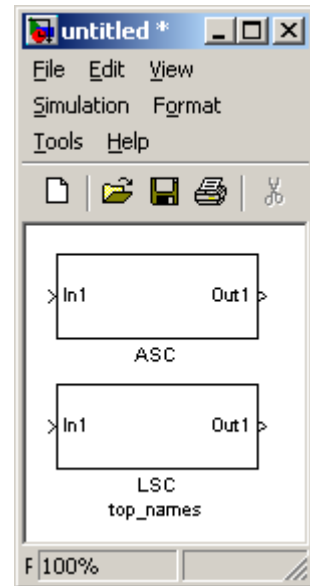 untitled *
File Edit View
Simulation Format
Tools Help
In1 Out1
ASC
In1 Out1
LSC
top_names
F 100%